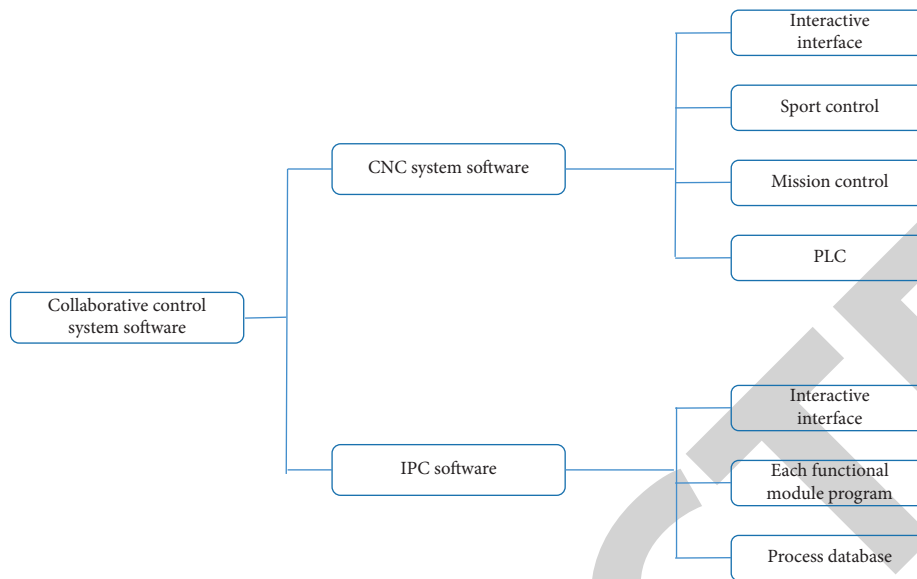 Interactive
interface
Sport control
CNC system software
Mission control
PLC
Collaborative control
system software
Interactive
interface
IPC software
Each functional
module program
Process database